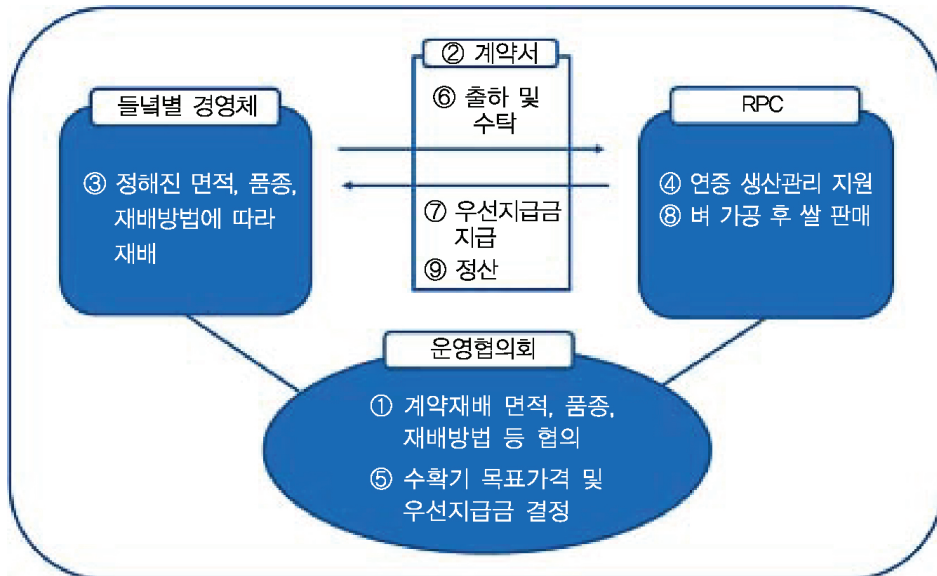 ② 계약서
⑥ 출하 및
수탁
⑦ 우선지급금
지급
⑨ 정산
들녘별 경영체
③ 정해진 면적, 품종,
재배방법에 따라
재배
RPC
④ 연중 생산관리 지원
⑧ 벼 가공 후 쌀 판매
운영협의회
① 계약재배 면적, 품종,
재배방법 등 협의
⑤ 수확기 목표가격 및
우선지급금 결정